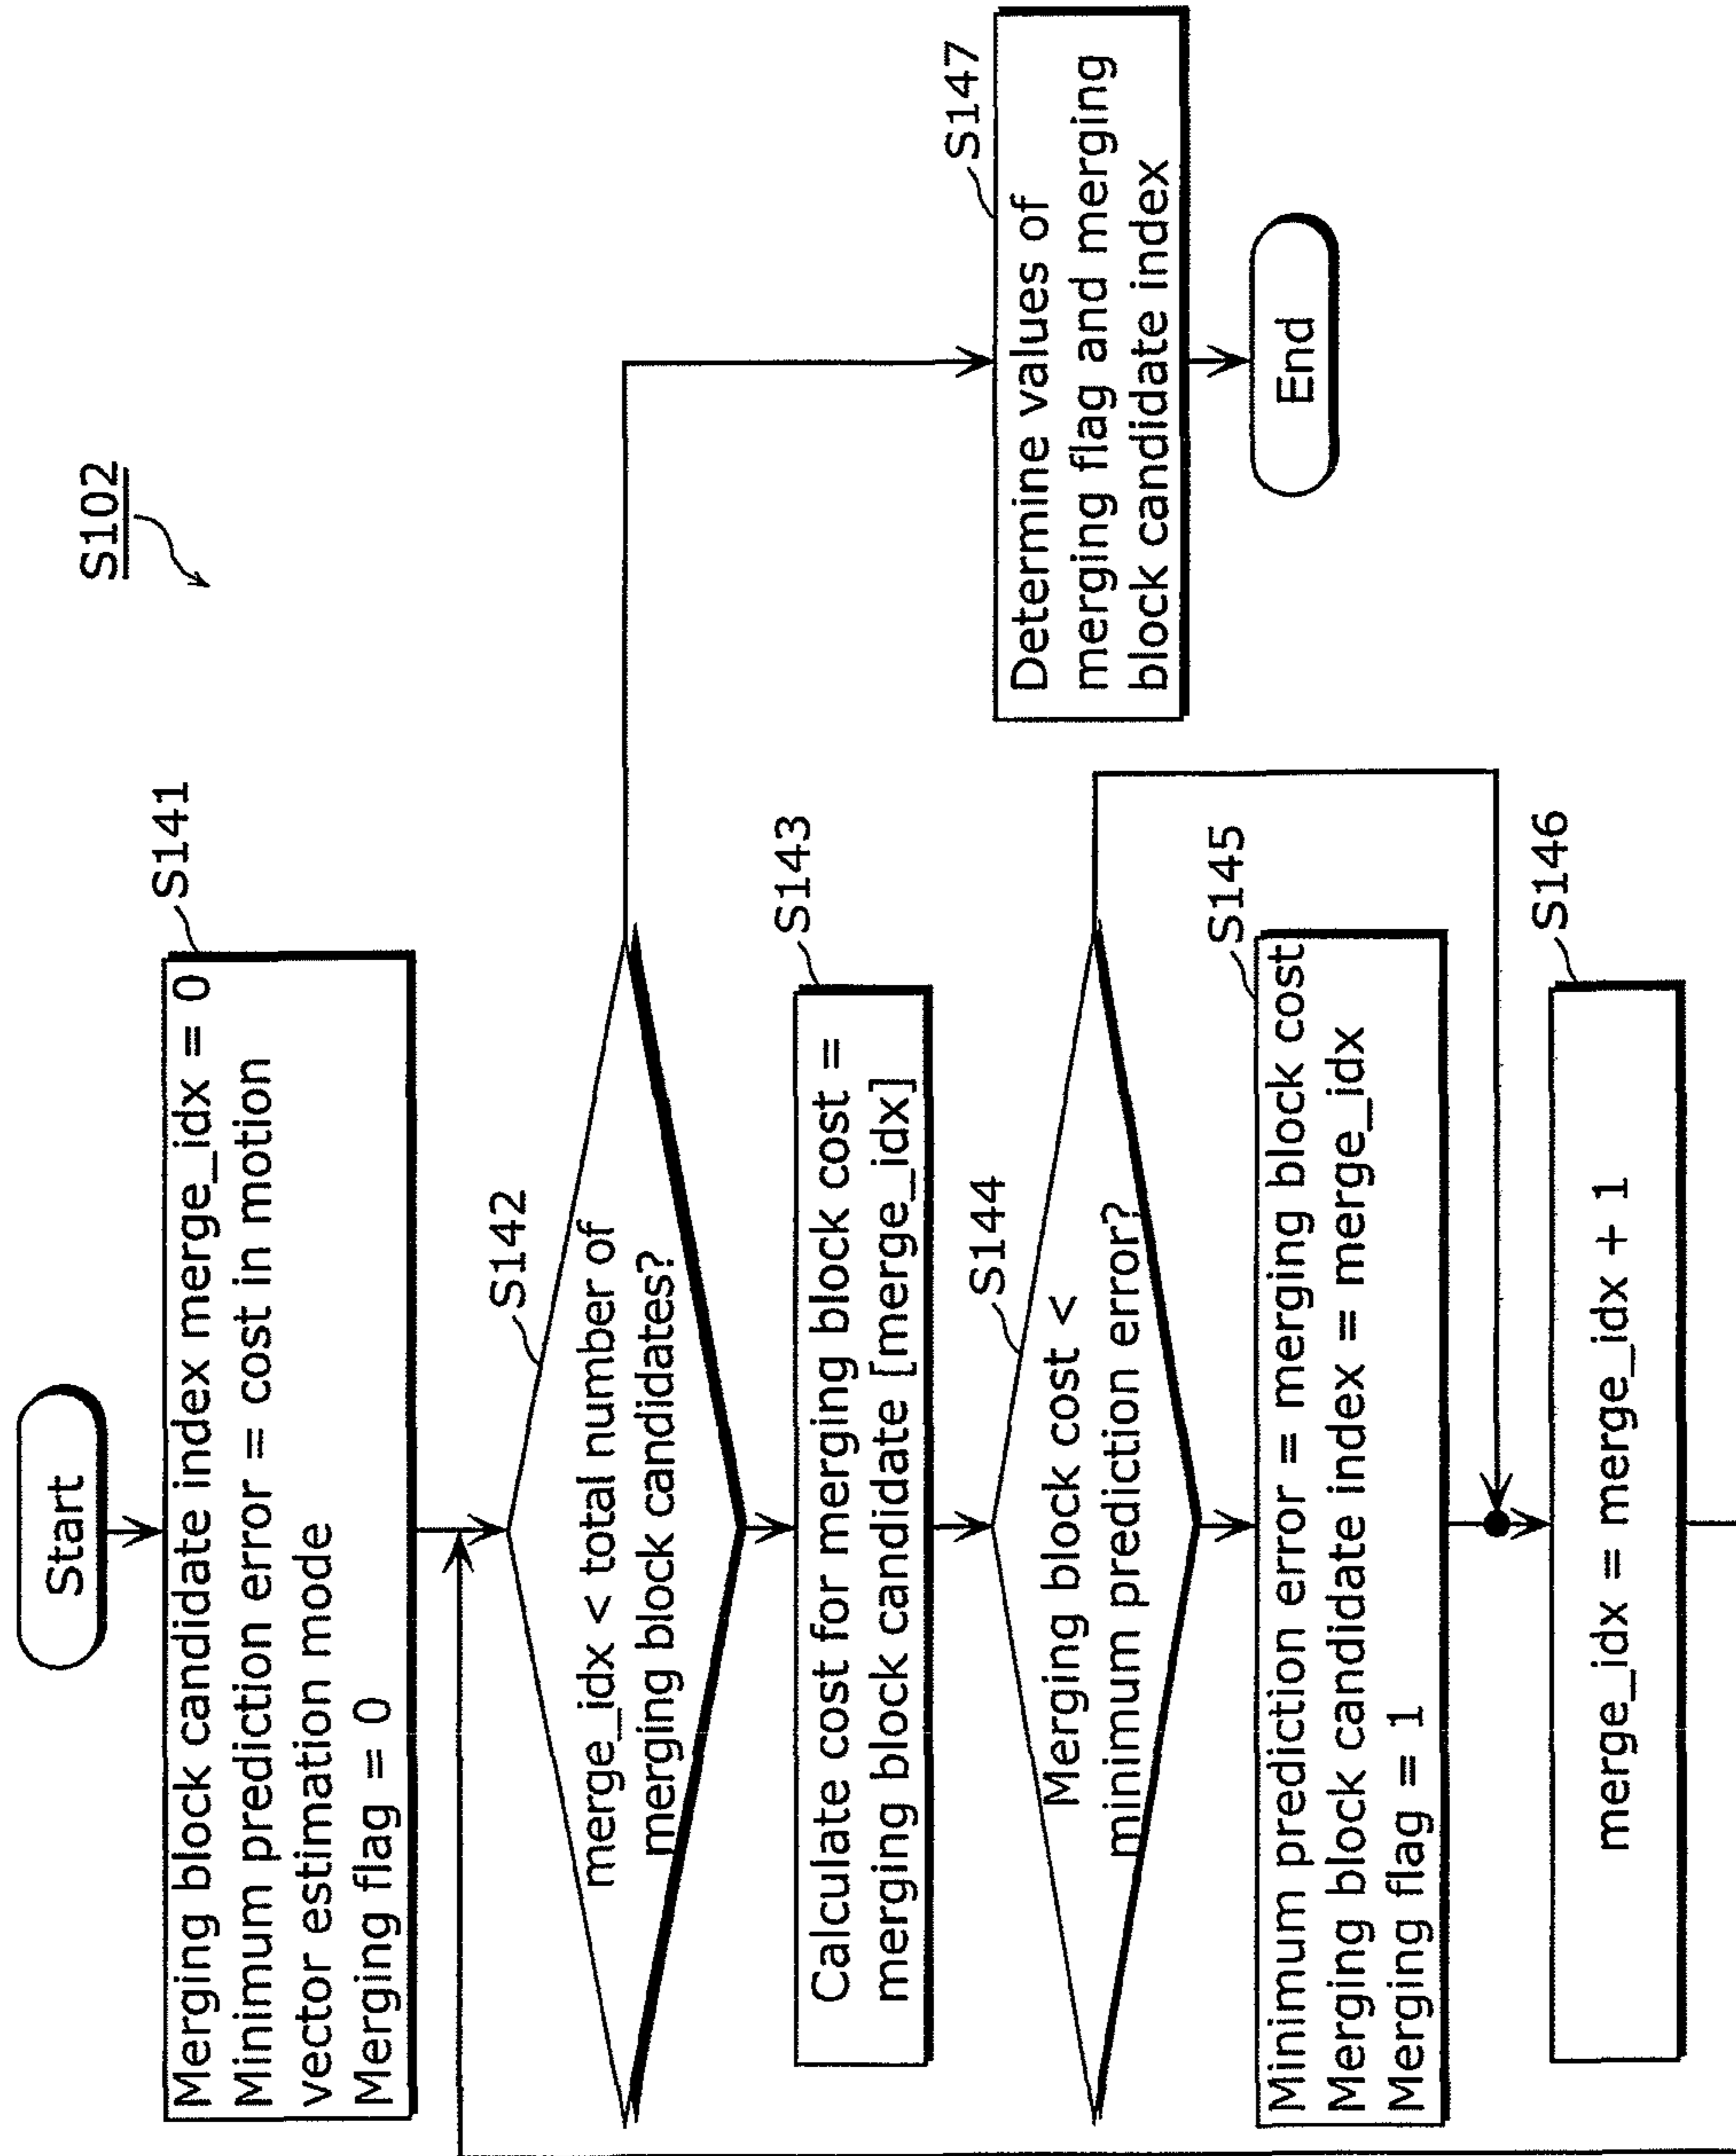 S102
Start
S141
Merging block candidate index merge_idx = 0
Minimum prediction error = cost in motion
vector estimation mode
Merging flag = 0
S142
merge_idx < total number of
merging block candidates?
S143
Calculate cost for merging block cost =
merging block candidate [merge_idx]
S144
Merging block cost <
minimum prediction error?
S145
Minimum prediction error = merging block cost
Merging block candidate index = merge_idx
Merging flag = 1
S146
merge_idx = merge_idx + 1
S147
Determine values of
merging flag and merging
block candidate index
End